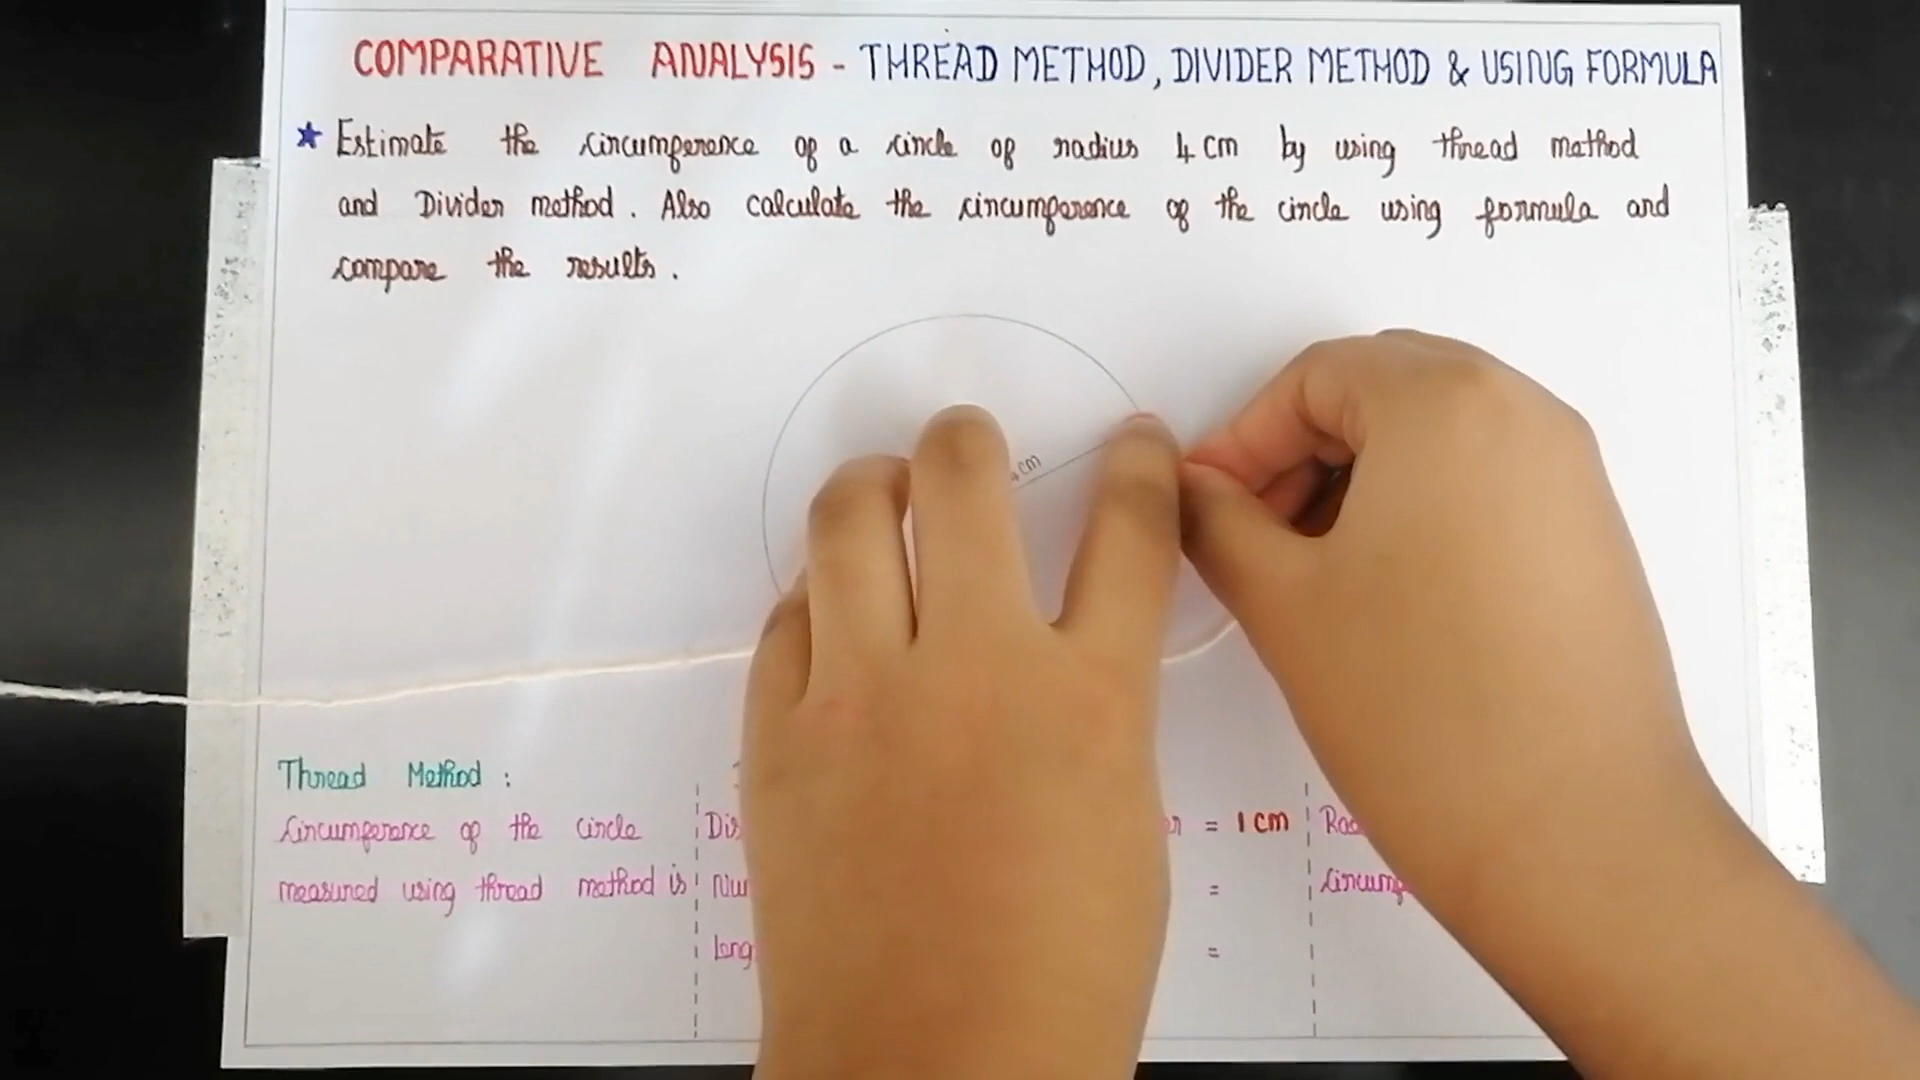 COMPARATIVE ANALYSIS - THREAD METHOD, DIVIDER METHOD & USING FORMULA
★ Estimate the circumference of a circle of radius 4 cm by using thread method
and Divider method. Also calculate the circumference of the circle using formula and
compare the results.
4 cm
Thread Method :
Circumference of the circle
measured using thread method is
= 1 cm
=
=